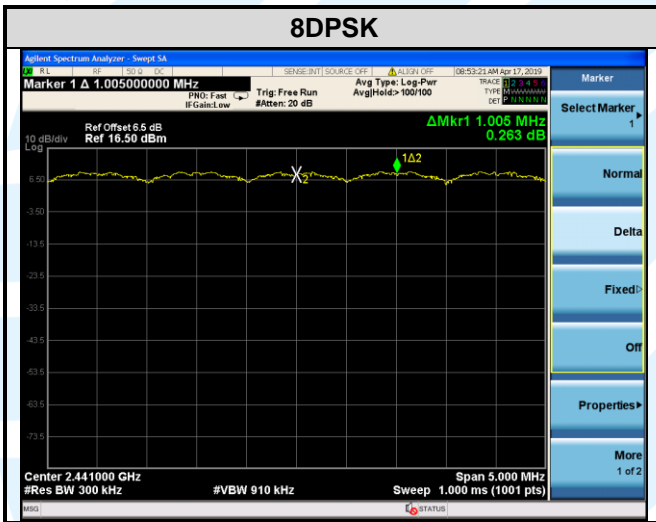 8DPSK
Agilent Spectrum Analyzer - Swept SA
RL RF 50 Ω DC SENSE:INT SOURCE OFF ALIGN OFF 08:53:21 AM Apr 17, 2019
Marker 1 Δ 1.005000000 MHz
PNO: Fast
IFGain:Low
Trig: Free Run
#Atten: 20 dB
Avg Type: Log-Pwr
Avg|Hold:> 100/100
TRACE 1 2 3 4 5 6
TYPE M
DET P N N N N N
Marker
Select Marker
1
Normal
Delta
Fixed
Off
Properties
More
1 of 2
ΔMkr1 1.005 MHz
0.263 dB
Ref Offset 6.5 dB
10 dB/div Ref 16.50 dBm
Log
1Δ2
X2
6.50
-3.50
-13.5
-23.5
-33.5
-43.5
-53.5
-63.5
-73.5
Center 2.441000 GHz Span 5.000 MHz
#Res BW 300 kHz #VBW 910 kHz Sweep 1.000 ms (1001 pts)
MSG STATUS